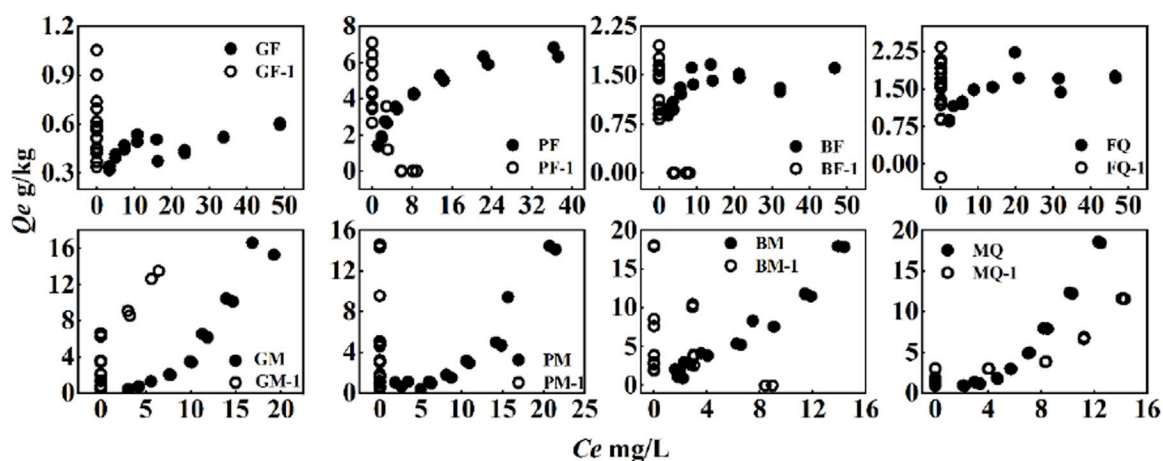 Qe g/kg
1.2
0.9
0.6
0.3
GF
GF-1
0 10 20 30 40 50
8
6
4
2
0
PF
PF-1
0 8 16 24 32 40
2.25
1.50
0.75
0.00
BF
BF-1
0 10 20 30 40 50
2.25
1.50
0.75
0.00
FQ
FQ-1
0 10 20 30 40 50
16
12
8
4
0
GM
GM-1
0 5 10 15 20
16
12
8
4
0
PM
PM-1
0 5 10 15 20 25
20
15
10
5
0
BM
BM-1
0 4 8 12 16
20
15
10
5
0
MQ
MQ-1
0 4 8 12 16
Ce mg/L